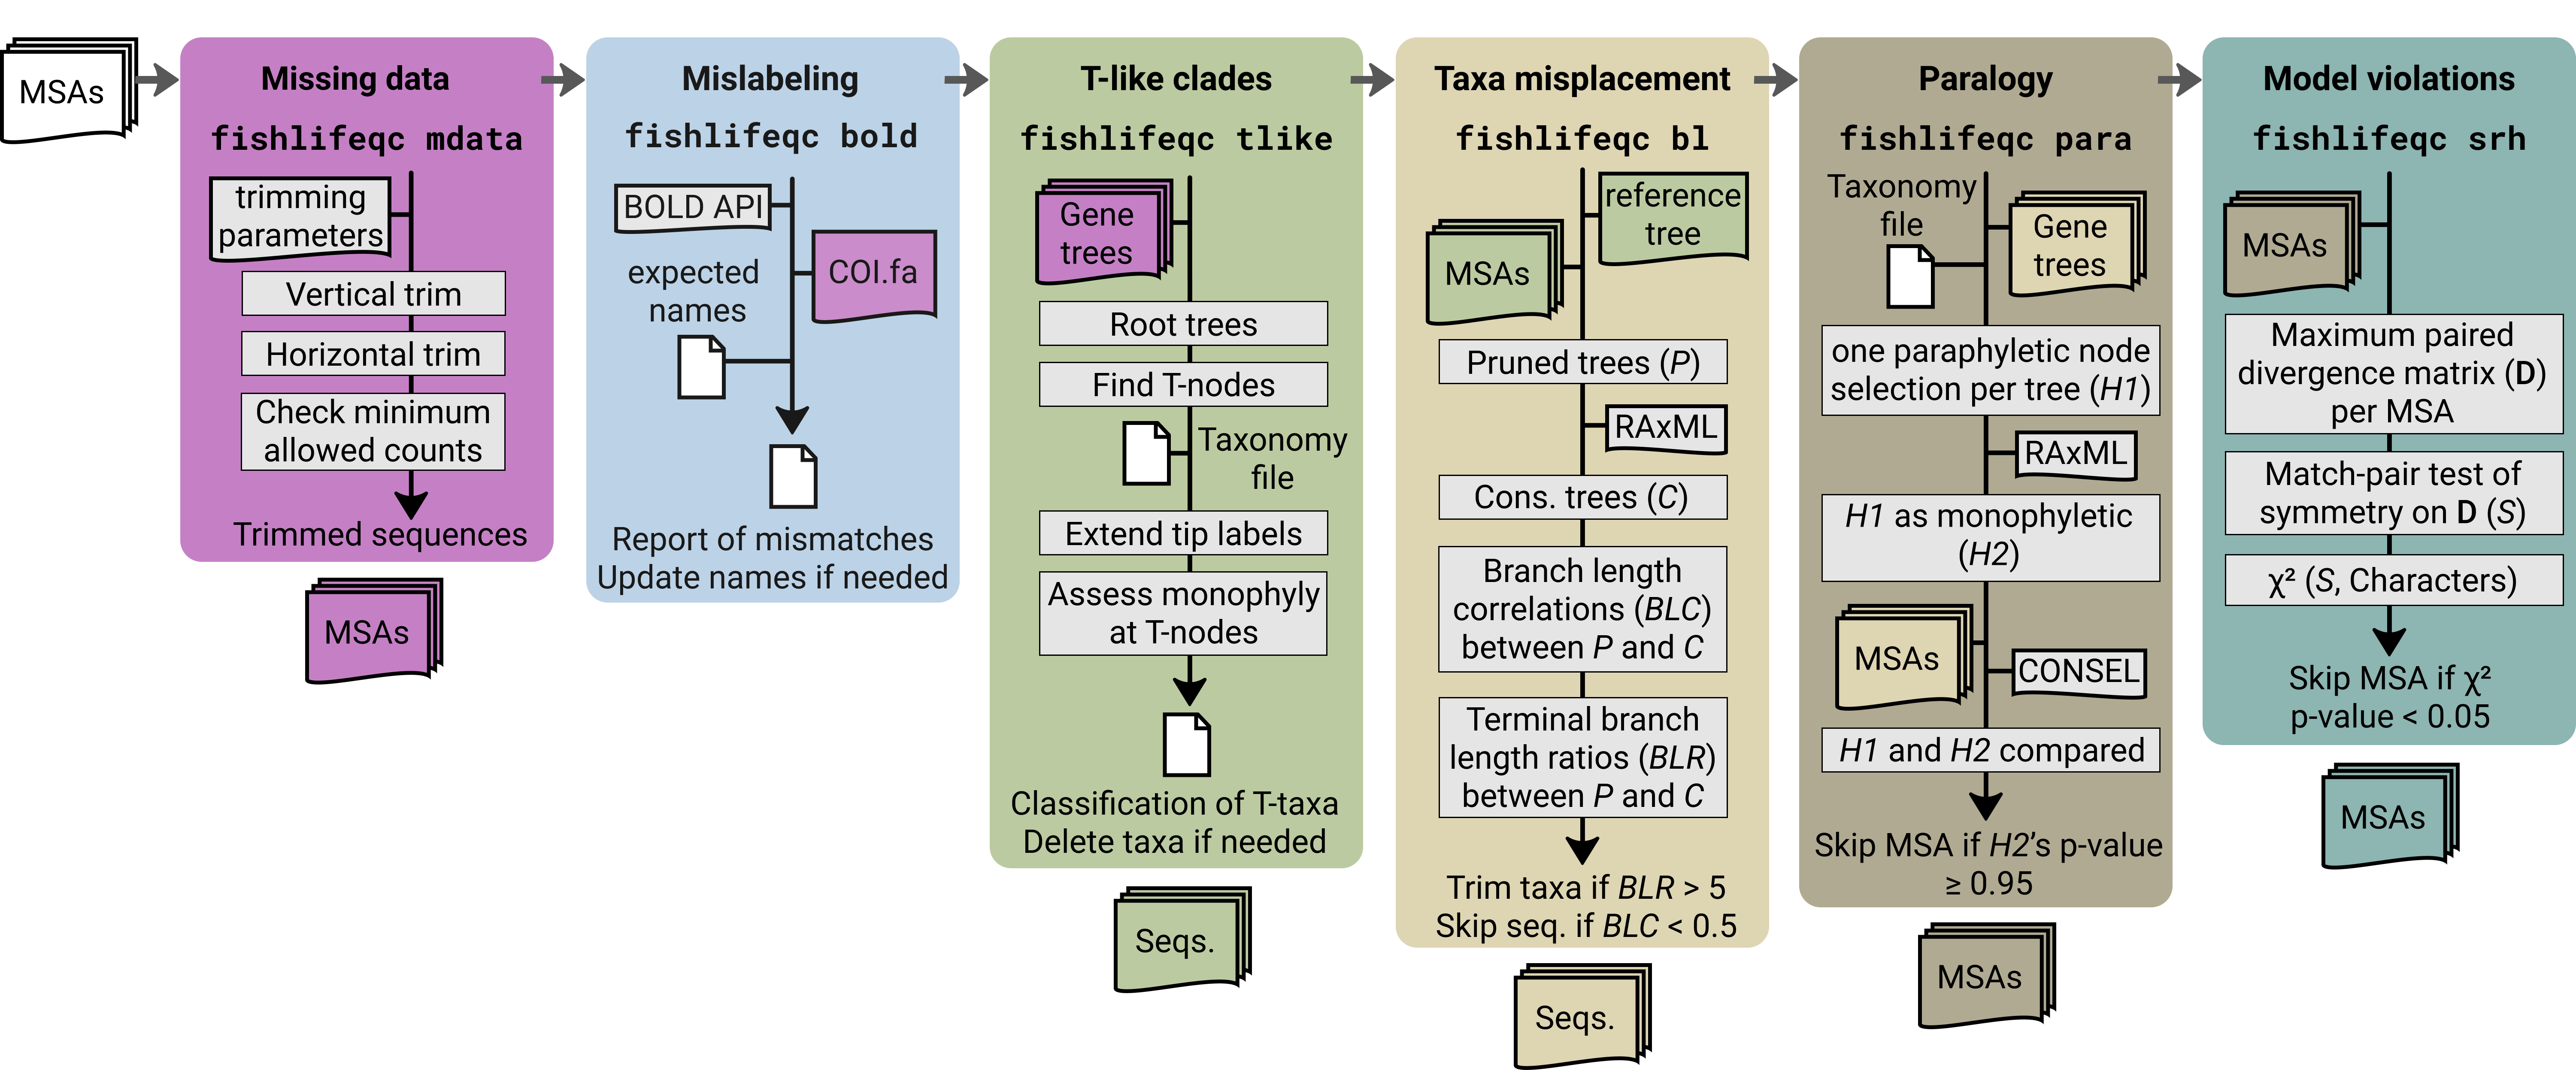 MSAs
Missing data
fishlifeqc mdata
trimming
parameters
Vertical trim
Horizontal trim
Check minimum
allowed counts
Trimmed sequences
MSAs
Mislabeling
fishlifeqc bold
BOLD API
COI.fa
expected
names
Report of mismatches
Update names if needed
T-like clades
fishlifeqc tlike
Gene
trees
Root trees
Find T-nodes
Taxonomy
file
Extend tip labels
Assess monophyly
at T-nodes
Classification of T-taxa
Delete taxa if needed
Seqs.
Taxa misplacement
fishlifeqc bl
reference
tree
MSAs
Pruned trees (P)
RAxML
Cons. trees (C)
Branch length
correlations (BLC)
between P and C
Terminal branch
length ratios (BLR)
between P and C
Trim taxa if BLR > 5
Skip seq. if BLC < 0.5
Seqs.
Paralogy
fishlifeqc para
Taxonomy
file
Gene
trees
one paraphyletic node
selection per tree (H1)
RAxML
H1 as monophyletic
(H2)
MSAs
CONSEL
H1 and H2 compared
Skip MSA if H2’s p-value
≥ 0.95
MSAs
Model violations
fishlifeqc srh
MSAs
Maximum paired
divergence matrix (D)
per MSA
Match-pair test of
symmetry on D (S)
χ² (S, Characters)
Skip MSA if χ²
p-value < 0.05
MSAs